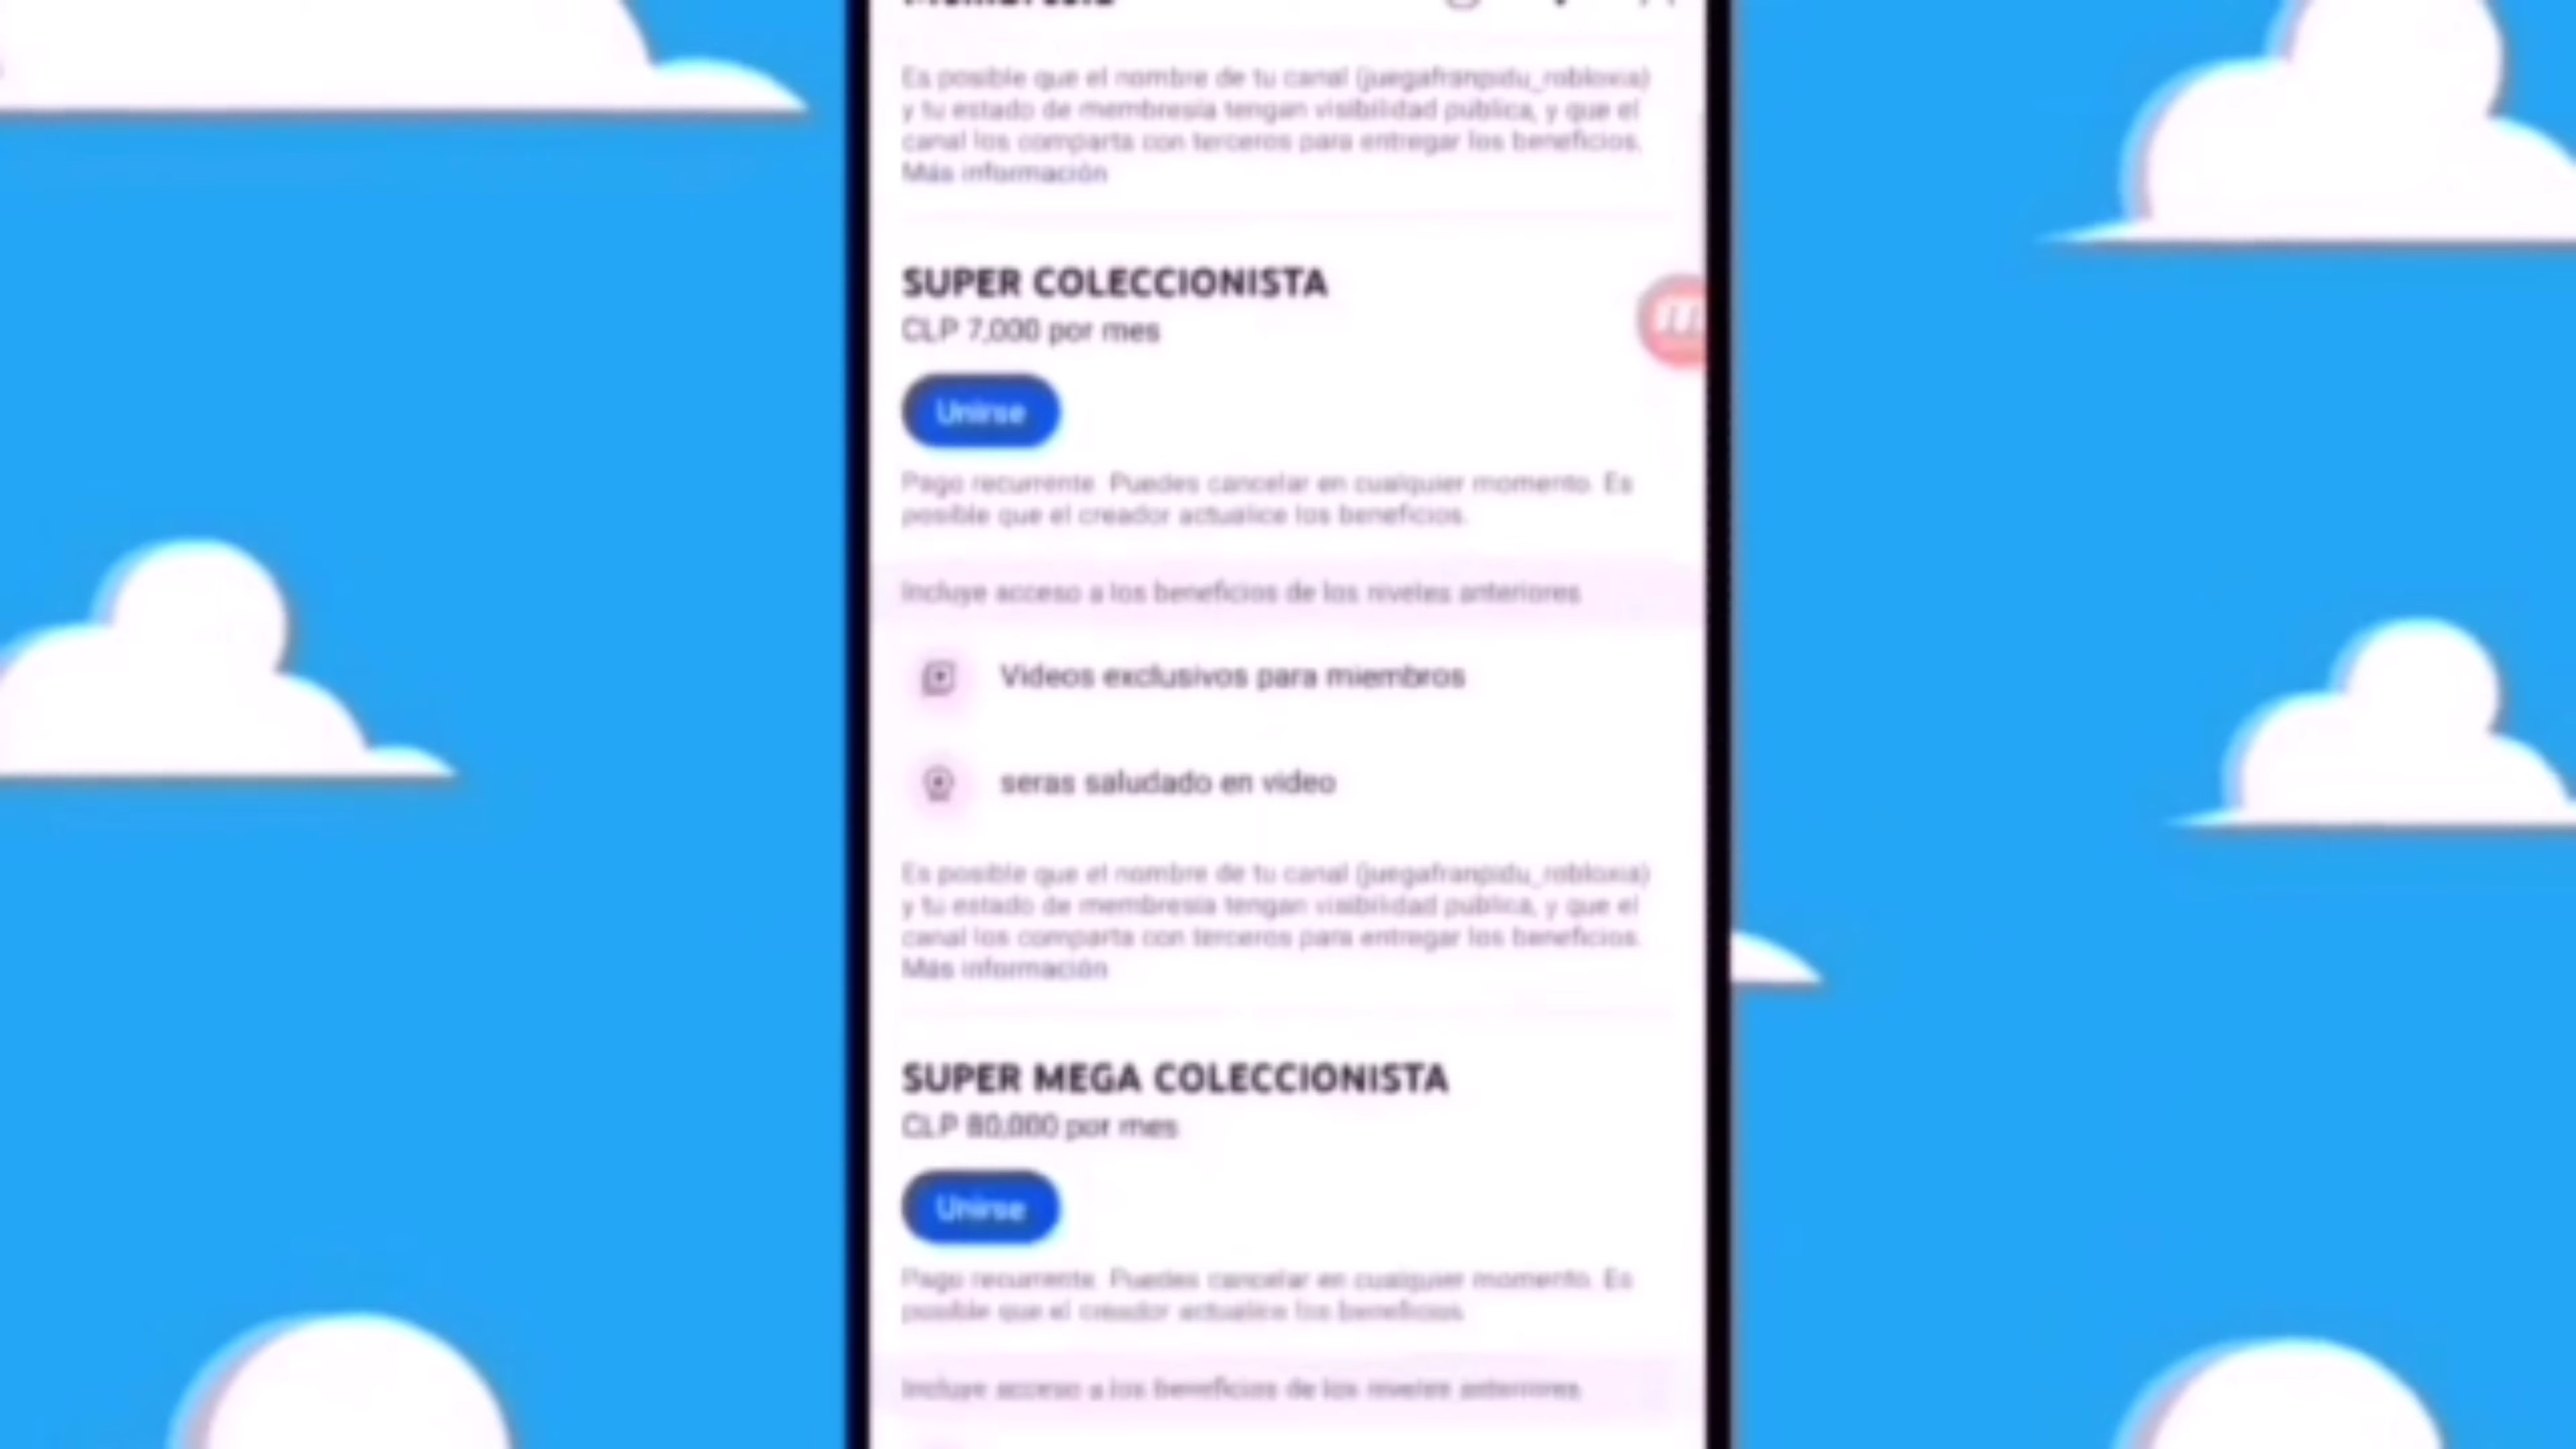 Es posible que el nombre de tu canal (juegafranpidu_robloxia)
y tu estado de membresía tengan visibilidad pública, y que el
canal los comparta con terceros para entregar los beneficios.
Más información
SUPER COLECCIONISTA
CLP 7,000 por mes
Unirse
Pago recurrente. Puedes cancelar en cualquier momento. Es
posible que el creador actualice los beneficios.
Incluye acceso a los beneficios de los niveles anteriores
Videos exclusivos para miembros
seras saludado en video
Es posible que el nombre de tu canal (juegafranpidu_robloxia)
y tu estado de membresía tengan visibilidad pública, y que el
canal los comparta con terceros para entregar los beneficios.
Más información
SUPER MEGA COLECCIONISTA
CLP 80,000 por mes
Unirse
Pago recurrente. Puedes cancelar en cualquier momento. Es
posible que el creador actualice los beneficios.
Incluye acceso a los beneficios de los niveles anteriores